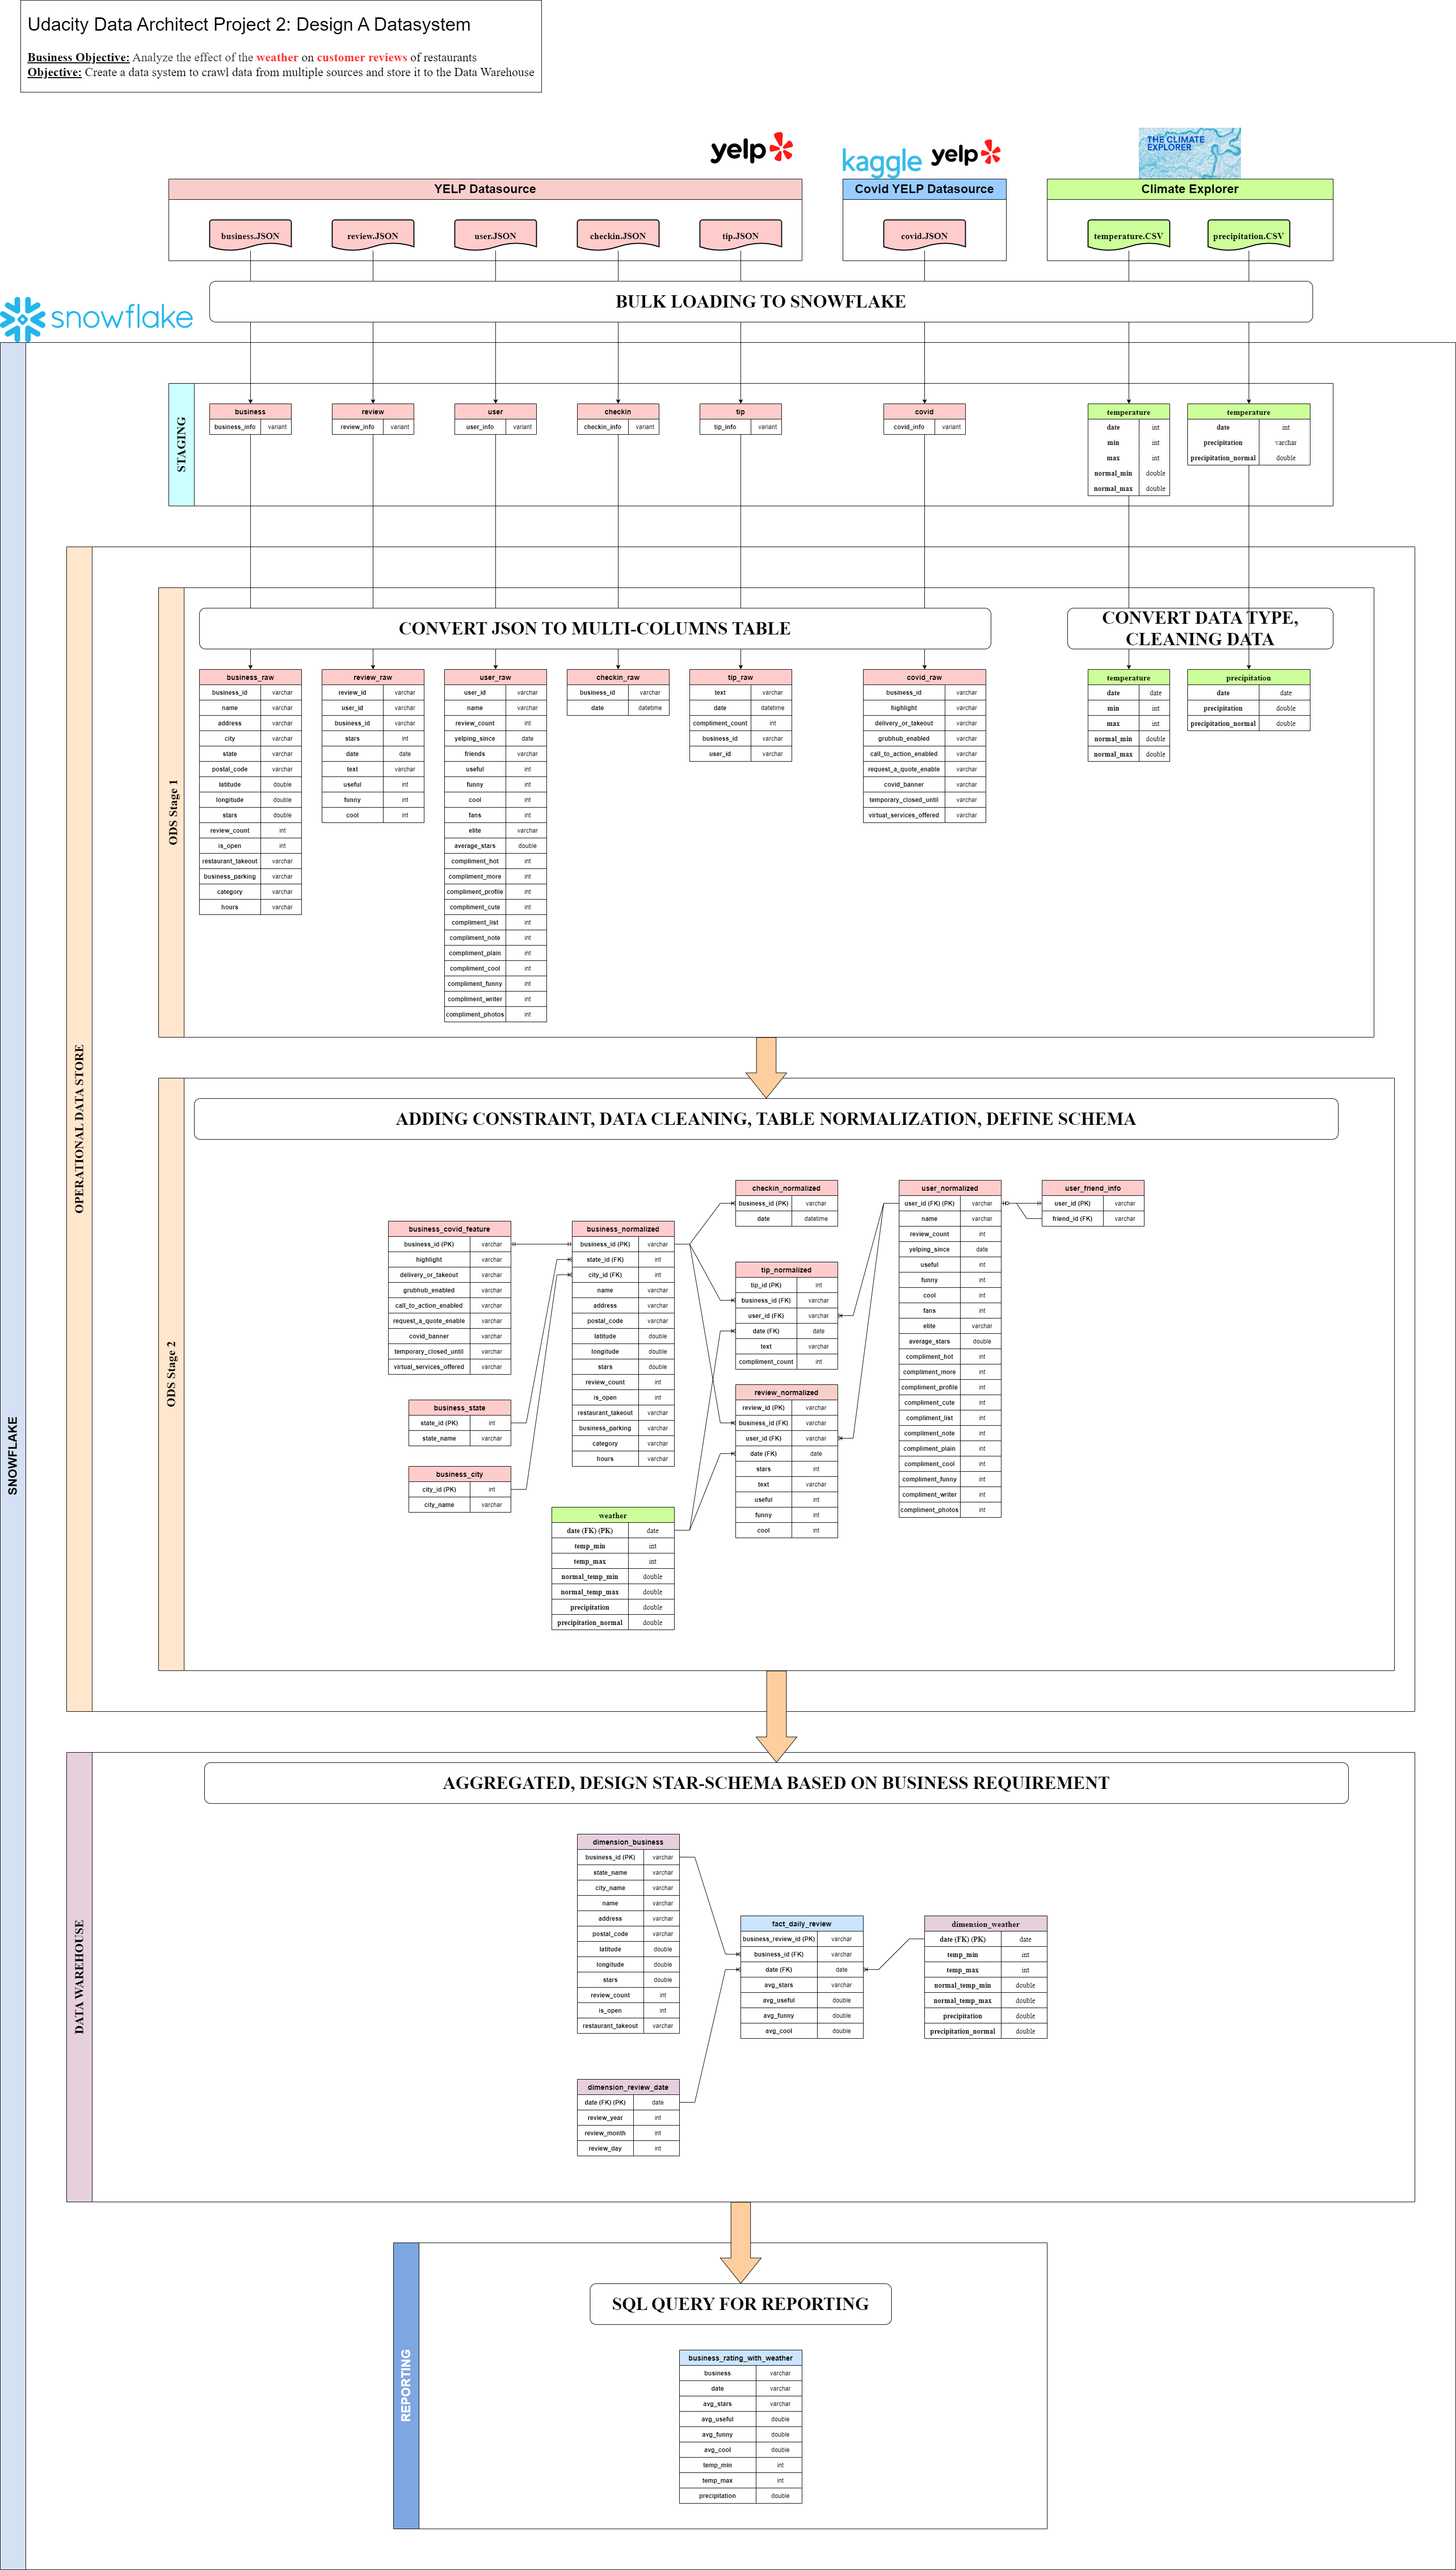 Udacity Data Architect Project 2: Design A Datasystem
Business Objective: Analyze the effect of the weather on customer reviews of restaurants
Objective: Create a data system to crawl data from multiple sources and store it to the Data Warehouse
yelp
kaggle yelp
THE CLIMATE
EXPLORER
YELP Datasource
Covid YELP Datasource
Climate Explorer
business.JSON
review.JSON
user.JSON
checkin.JSON
tip.JSON
covid.JSON
temperature.CSV
precipitation.CSV
snowflake
BULK LOADING TO SNOWFLAKE
SNOWFLAKE
STAGING
business
business_info variant
review
review_info variant
user
user_info variant
checkin
checkin_info variant
tip
tip_info variant
covid
covid_info variant
temperature
date int
min int
max int
normal_min double
normal_max double
temperature
date int
precipitation varchar
precipitation_normal double
OPERATIONAL DATA STORE
ODS Stage 1
CONVERT JSON TO MULTI-COLUMNS TABLE
CONVERT DATA TYPE,
CLEANING DATA
business_raw
business_id varchar
name varchar
address varchar
city varchar
state varchar
postal_code varchar
latitude double
longitude double
stars double
review_count int
is_open int
restaurant_takeout varchar
business_parking varchar
category varchar
hours varchar
review_raw
review_id varchar
user_id varchar
business_id varchar
stars int
date date
text varchar
useful int
funny int
cool int
user_raw
user_id varchar
name varchar
review_count int
yelping_since date
friends varchar
useful int
funny int
cool int
fans int
elite varchar
average_stars double
compliment_hot int
compliment_more int
compliment_profile int
compliment_cute int
compliment_list int
compliment_note int
compliment_plain int
compliment_cool int
compliment_funny int
compliment_writer int
compliment_photos int
checkin_raw
business_id varchar
date datetime
tip_raw
text varchar
date datetime
compliment_count int
business_id varchar
user_id varchar
covid_raw
business_id varchar
highlight varchar
delivery_or_takeout varchar
grubhub_enabled varchar
call_to_action_enabled varchar
request_a_quote_enable varchar
covid_banner varchar
temporary_closed_until varchar
virtual_services_offered varchar
temperature
date date
min int
max int
normal_min double
normal_max double
precipitation
date date
precipitation double
precipitation_normal double
ODS Stage 2
ADDING CONSTRAINT, DATA CLEANING, TABLE NORMALIZATION, DEFINE SCHEMA
business_covid_feature
business_id (PK) varchar
highlight varchar
delivery_or_takeout varchar
grubhub_enabled varchar
call_to_action_enabled varchar
request_a_quote_enable varchar
covid_banner varchar
temporary_closed_until varchar
virtual_services_offered varchar
business_state
state_id (PK) int
state_name varchar
business_city
city_id (PK) int
city_name varchar
business_normalized
business_id (PK) varchar
state_id (FK) int
city_id (FK) int
name varchar
address varchar
postal_code varchar
latitude double
longitude double
stars double
review_count int
is_open int
restaurant_takeout varchar
business_parking varchar
category varchar
hours varchar
weather
date (FK) (PK) date
temp_min int
temp_max int
normal_temp_min double
normal_temp_max double
precipitation double
precipitation_normal double
checkin_normalized
business_id (PK) varchar
date datetime
tip_normalized
tip_id (PK) int
business_id (FK) varchar
user_id (FK) varchar
date (FK) date
text varchar
compliment_count int
review_normalized
review_id (PK) varchar
business_id (FK) varchar
user_id (FK) varchar
date (FK) date
stars int
text varchar
useful int
funny int
cool int
user_normalized
user_id (FK) (PK) varchar
name varchar
review_count int
yelping_since date
useful int
funny int
cool int
fans int
elite varchar
average_stars double
compliment_hot int
compliment_more int
compliment_profile int
compliment_cute int
compliment_list int
compliment_note int
compliment_plain int
compliment_cool int
compliment_funny int
compliment_writer int
compliment_photos int
user_friend_info
user_id (PK) varchar
friend_id (FK) varchar
DATA WAREHOUSE
AGGREGATED, DESIGN STAR-SCHEMA BASED ON BUSINESS REQUIREMENT
dimension_business
business_id (PK) varchar
state_name varchar
city_name varchar
name varchar
address varchar
postal_code varchar
latitude double
longitude double
stars double
review_count int
is_open int
restaurant_takeout varchar
dimension_review_date
date (FK) (PK) date
review_year int
review_month int
review_day int
fact_daily_review
business_review_id (PK) varchar
business_id (FK) varchar
date (FK) date
avg_stars varchar
avg_useful double
avg_funny double
avg_cool double
dimension_weather
date (FK) (PK) date
temp_min int
temp_max int
normal_temp_min double
normal_temp_max double
precipitation double
precipitation_normal double
REPORTING
SQL QUERY FOR REPORTING
business_rating_with_weather
business varchar
date varchar
avg_stars varchar
avg_useful double
avg_funny double
avg_cool double
temp_min int
temp_max int
precipitation double